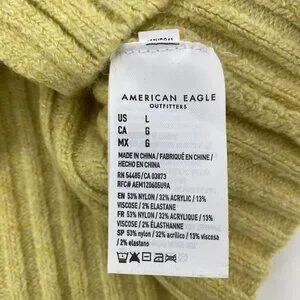 AMERICAN EAGLE
OUTFITTERS
US L
CA G
MX G
MADE IN CHINA / FABRIQUÉ EN CHINE /
HECHO EN CHINA
RN 54485 / CA 03873
RFC# AEM120605U9A
EN 53% NYLON / 32% ACRYLIC / 13%
VISCOSE / 2% ELASTANE
FR 53% NYLON / 32% ACRYLIQUE / 13%
VISCOSE / 2% ÉLASTHANNE
SP 53% nylon / 32% acrílico / 13% viscosa
/ 2% elastano